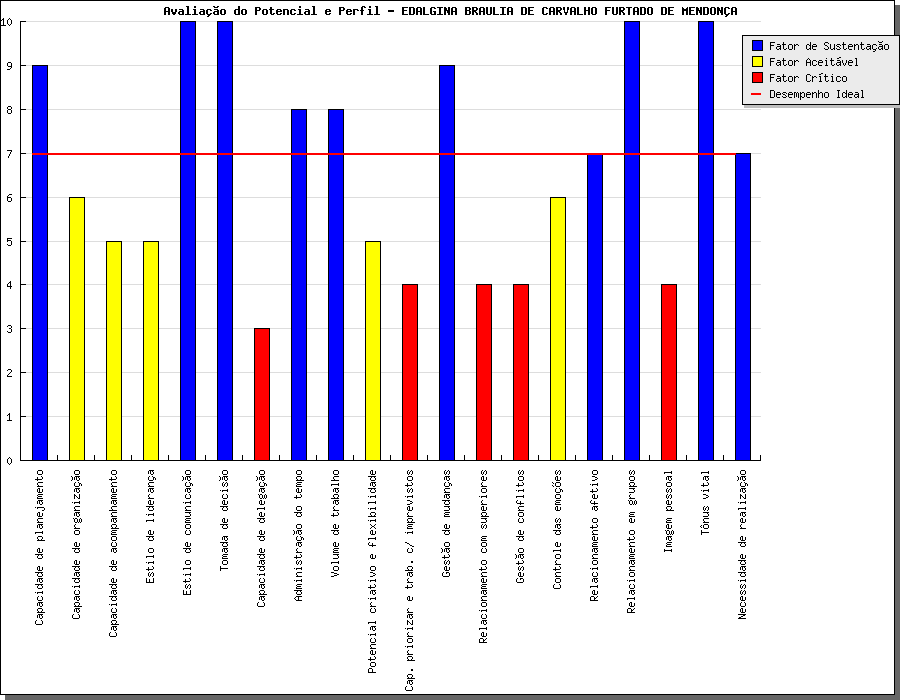 Avaliação do Potencial e Perfil - EDALGINA BRAULIA DE CARVALHO FURTADO DE MENDONÇA
Fator de Sustentação
Fator Aceitável
Fator Crítico
Desempenho Ideal
10
9
8
7
6
5
4
3
2
1
0
Capacidade de planejamento
Capacidade de organização
Capacidade de acompanhamento
Estilo de liderança
Estilo de comunicação
Tomada de decisão
Capacidade de delegação
Administração do tempo
Volume de trabalho
Potencial criativo e flexibilidade
Cap. priorizar e trab. c/ imprevistos
Gestão de mudanças
Relacionamento com superiores
Gestão de conflitos
Controle das emoções
Relacionamento afetivo
Relacionamento em grupos
Imagem pessoal
Tônus vital
Necessidade de realização